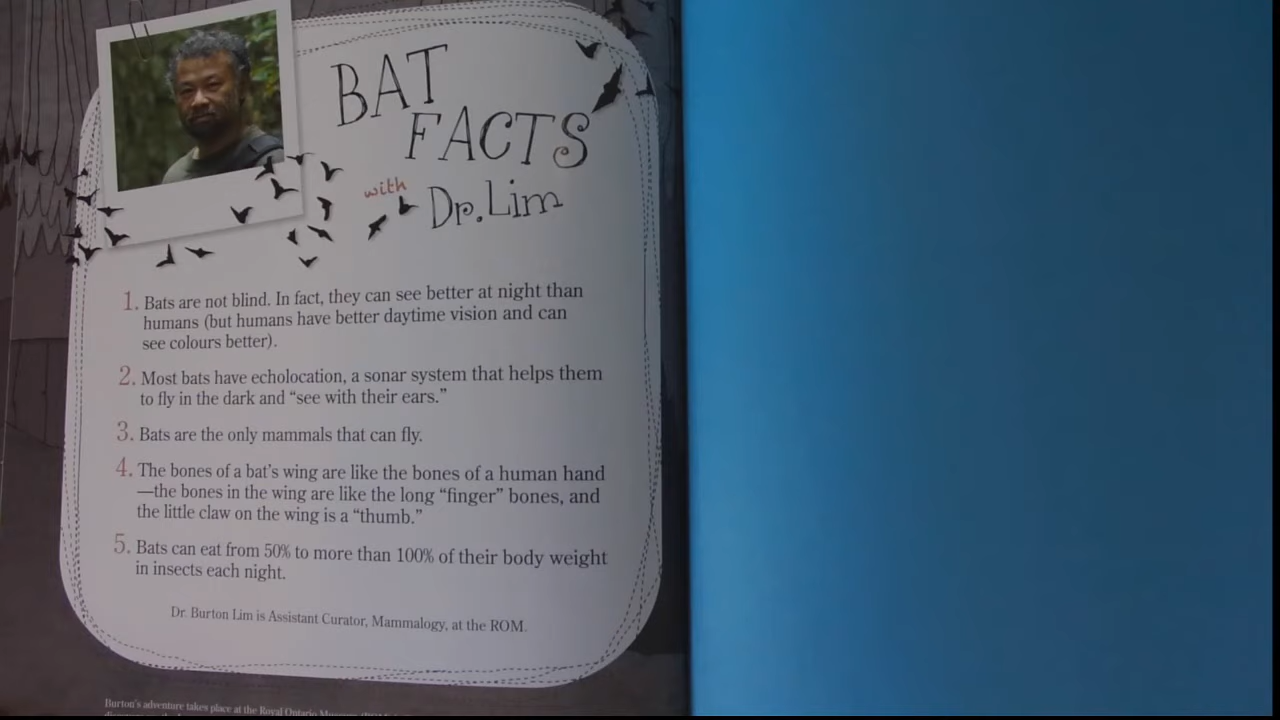 BAT
FACTS
with
Dr. Lim
1. Bats are not blind. In fact, they can see better at night than
humans (but humans have better daytime vision and can
see colours better).
2. Most bats have echolocation, a sonar system that helps them
to fly in the dark and “see with their ears.”
3. Bats are the only mammals that can fly.
4. The bones of a bat’s wing are like the bones of a human hand
—the bones in the wing are like the long “finger” bones, and
the little claw on the wing is a “thumb.”
5. Bats can eat from 50% to more than 100% of their body weight
in insects each night.
Dr. Burton Lim is Assistant Curator, Mammalogy, at the ROM.
Burton’s adventure takes place at the Royal Ontario